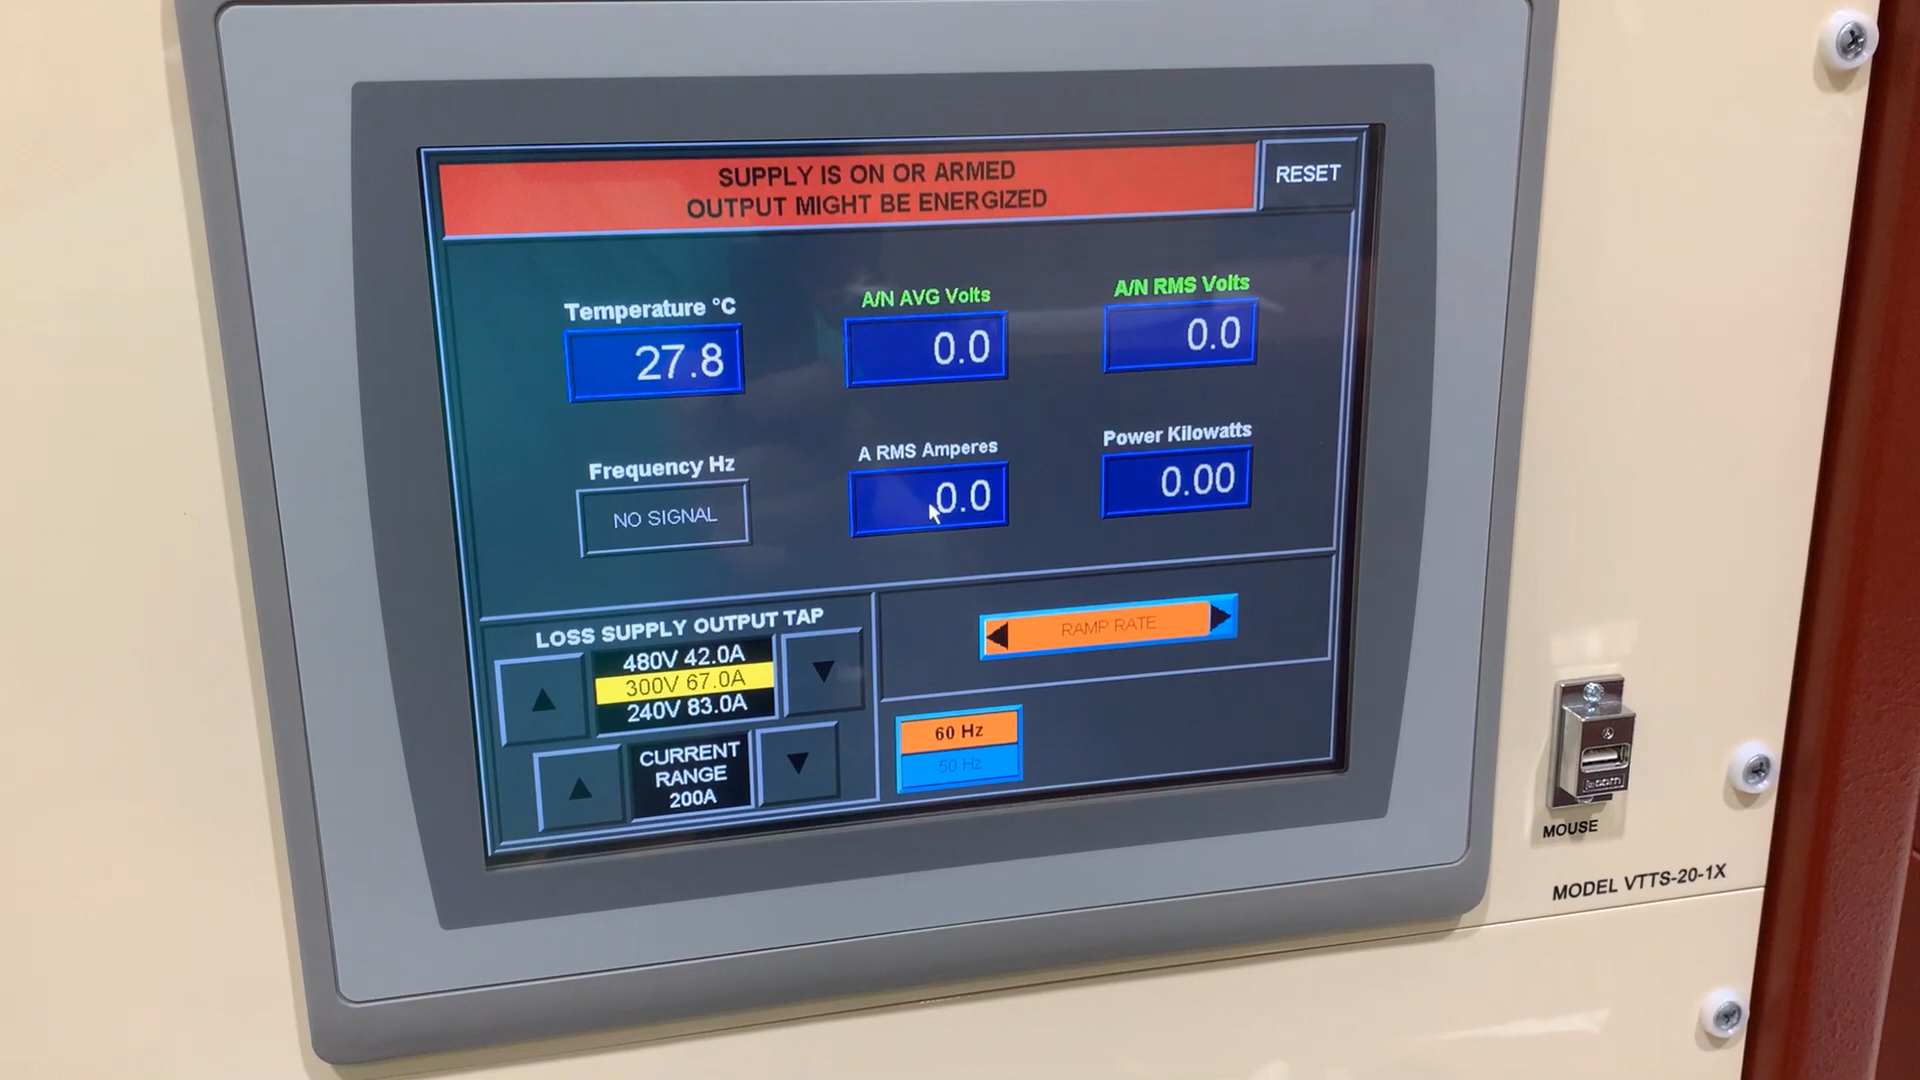 SUPPLY IS ON OR ARMED
OUTPUT MIGHT BE ENERGIZED
RESET
Temperature °C
27.8
A/N AVG Volts
0.0
A/N RMS Volts
0.0
Frequency Hz
NO SIGNAL
A RMS Amperes
0.0
Power Kilowatts
0.00
LOSS SUPPLY OUTPUT TAP
480V 42.0A
300V 67.0A
240V 83.0A
CURRENT
RANGE
200A
RAMP RATE
60 Hz
50 Hz
MOUSE
MODEL VTTS-20-1X